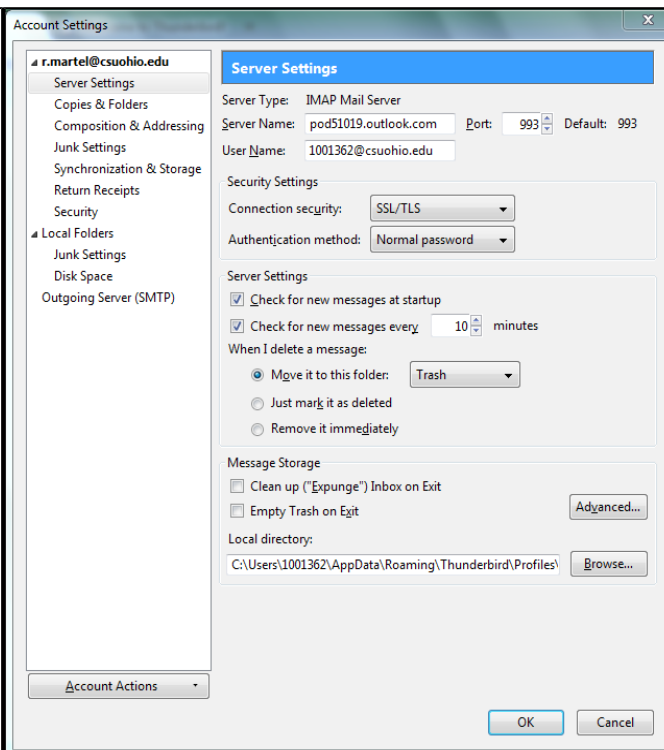 Account Settings
r.martel@csuohio.edu
Server Settings
Copies & Folders
Composition & Addressing
Junk Settings
Synchronization & Storage
Return Receipts
Security
Local Folders
Junk Settings
Disk Space
Outgoing Server (SMTP)
Account Actions
Server Settings
Server Type: IMAP Mail Server
Server Name: pod51019.outlook.com Port: 993 Default: 993
User Name: 1001362@csuohio.edu
Security Settings
Connection security: SSL/TLS
Authentication method: Normal password
Server Settings
Check for new messages at startup
Check for new messages every 10 minutes
When I delete a message:
Move it to this folder: Trash
Just mark it as deleted
Remove it immediately
Message Storage
Clean up ("Expunge") Inbox on Exit
Empty Trash on Exit
Advanced...
Local directory:
C:\Users\1001362\AppData\Roaming\Thunderbird\Profiles\ Browse...
OK Cancel